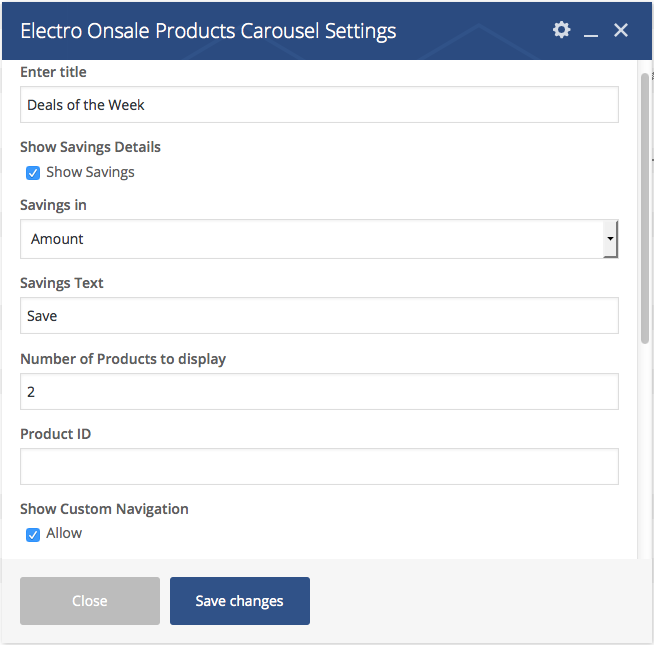 Electro Onsale Products Carousel Settings
Enter title
Deals of the Week
Show Savings Details
Show Savings
Savings in
Amount
Savings Text
Save
Number of Products to display
2
Product ID
Show Custom Navigation
Allow
Close
Save changes